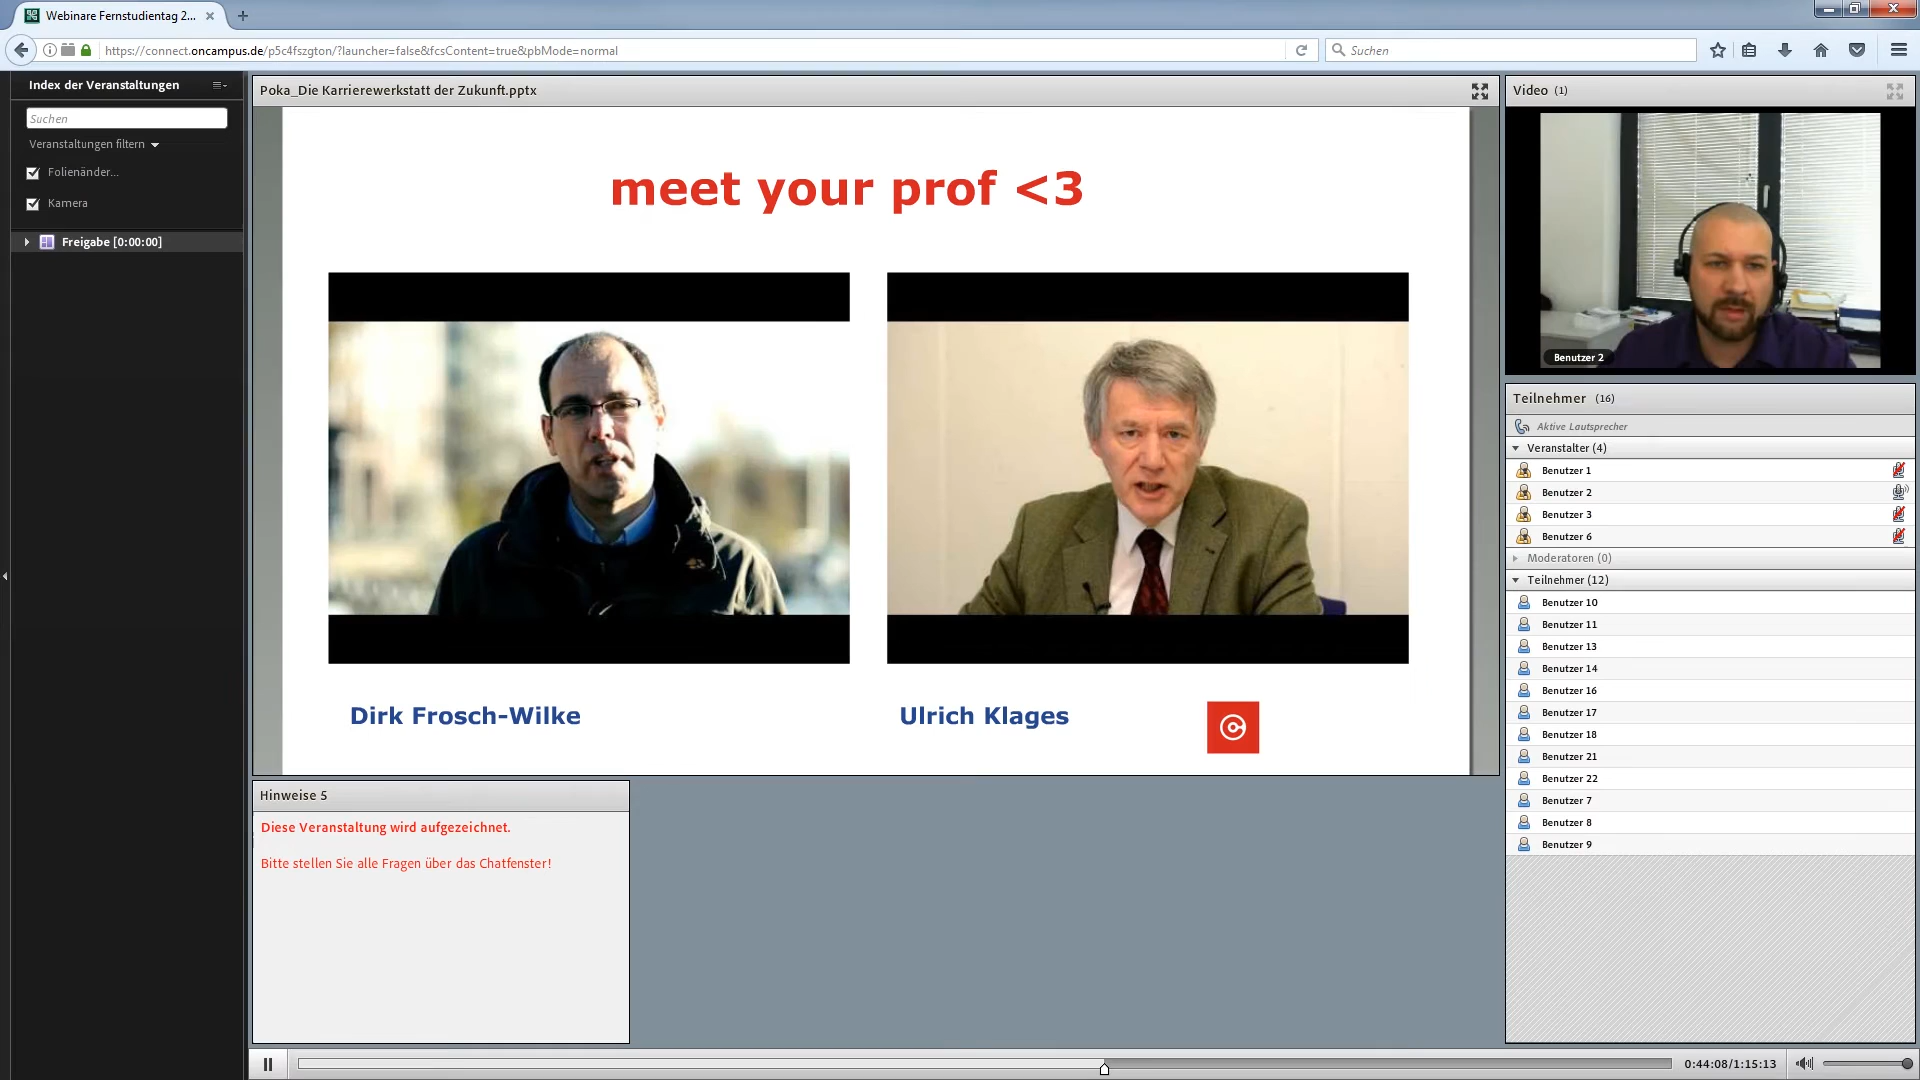 Webinare Fernstudientag 2...
https://connect.oncampus.de/p5c4fszgton/?launcher=false&fcsContent=true&pbMode=normal
Suchen
Index der Veranstaltungen
Suchen
Veranstaltungen filtern
Folienänder...
Kamera
Freigabe [0:00:00]
Poka_Die Karrierewerkstatt der Zukunft.pptx
meet your prof <3
Dirk Frosch-Wilke
Ulrich Klages
Hinweise 5
Diese Veranstaltung wird aufgezeichnet.
Bitte stellen Sie alle Fragen über das Chatfenster!
Video (1)
Benutzer 2
Teilnehmer (16)
Aktive Lautsprecher
Veranstalter (4)
Benutzer 1
Benutzer 2
Benutzer 3
Benutzer 6
Moderatoren (0)
Teilnehmer (12)
Benutzer 10
Benutzer 11
Benutzer 13
Benutzer 14
Benutzer 16
Benutzer 17
Benutzer 18
Benutzer 21
Benutzer 22
Benutzer 7
Benutzer 8
Benutzer 9
0:44:08/1:15:13